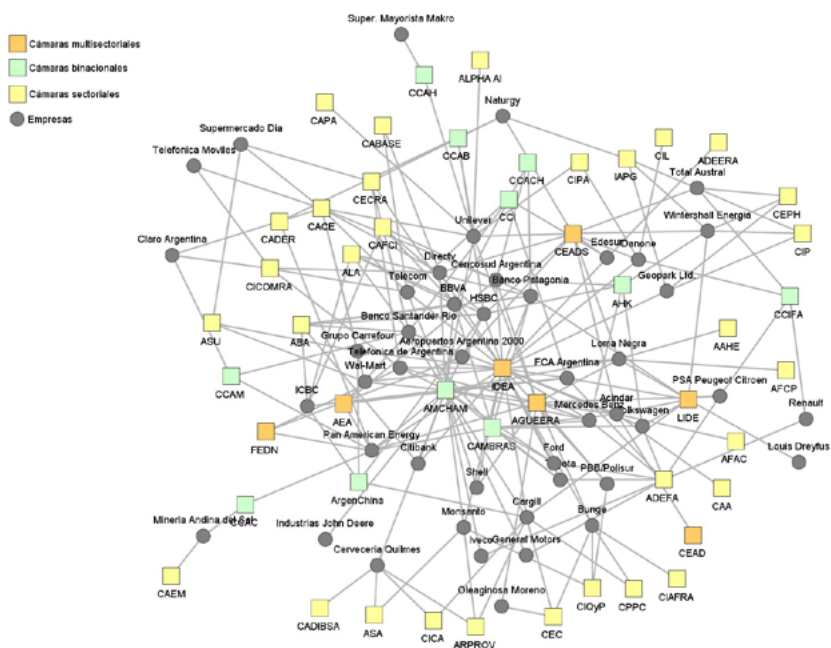 Super. Mayorista Makro
Cámaras multisectoriales
Cámaras binacionales
Cámaras sectoriales
Empresas
CCAH
ALPHA AI
CAPA
Naturgy
Supermercado Dia
CABASE
CCAB
CIL
ADEERA
Telefonica Moviles
CECRA
CCACH
CIPA
IAPG
Total Austral
CADER
CACE
CAFCI
Unilever
CEADS
Wintershall Energia
CEPH
Claro Argentina
Directv
Cencosud Argentina
Edesur
Danone
CIP
CICOMRA
ALA
Telecom
BBVA
Banco Patagonia
Geopark Ltd.
HSBC
AHK
CCIFA
ASU
ABA
Banco Santander Rio
Grupo Carrefour
Aeropuertos Argentina 2000
Loma Negra
AAHE
Telefonica de Argentina
Wal-Mart
IDEA
FCA Argentina
AFCP
CCAM
ICBC
AEA
AMCHAM
AGUEERA
Mercedes Benz
Acindar
LIDE
PSA Peugeot Citroen
Renault
FEDN
Pan American Energy
Citibank
CAMBRAS
Ford
AFAC
Louis Dreyfus
ArgenChina
Shell
PBB/Polisur
ADEFA
CAA
Mineria Andina del Sol
Industrias John Deere
Monsanto
Cargill
Bunge
CEAD
Cerveceria Quilmes
Iveco
General Motors
CAEM
Oleaginosa Moreno
CIQyP
CPPC
CIAFRA
CADIBSA
ASA
CICA
ARPROV
CEC